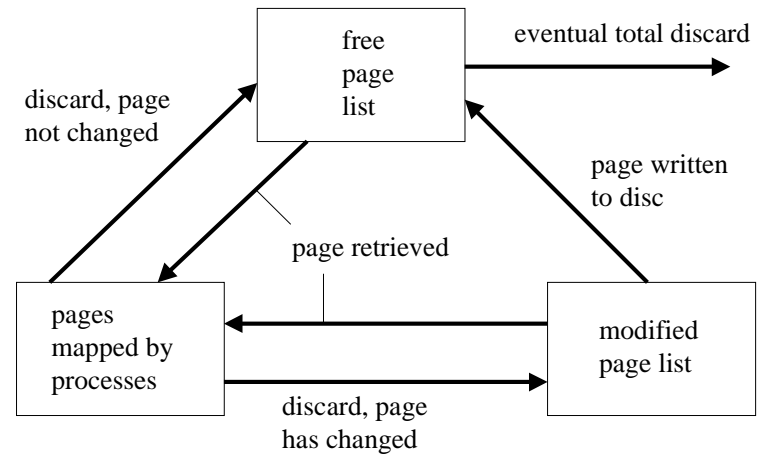 free
page
list
eventual total discard
discard, page
not changed
page written
to disc
page retrieved
pages
mapped by
processes
modified
page list
discard, page
has changed